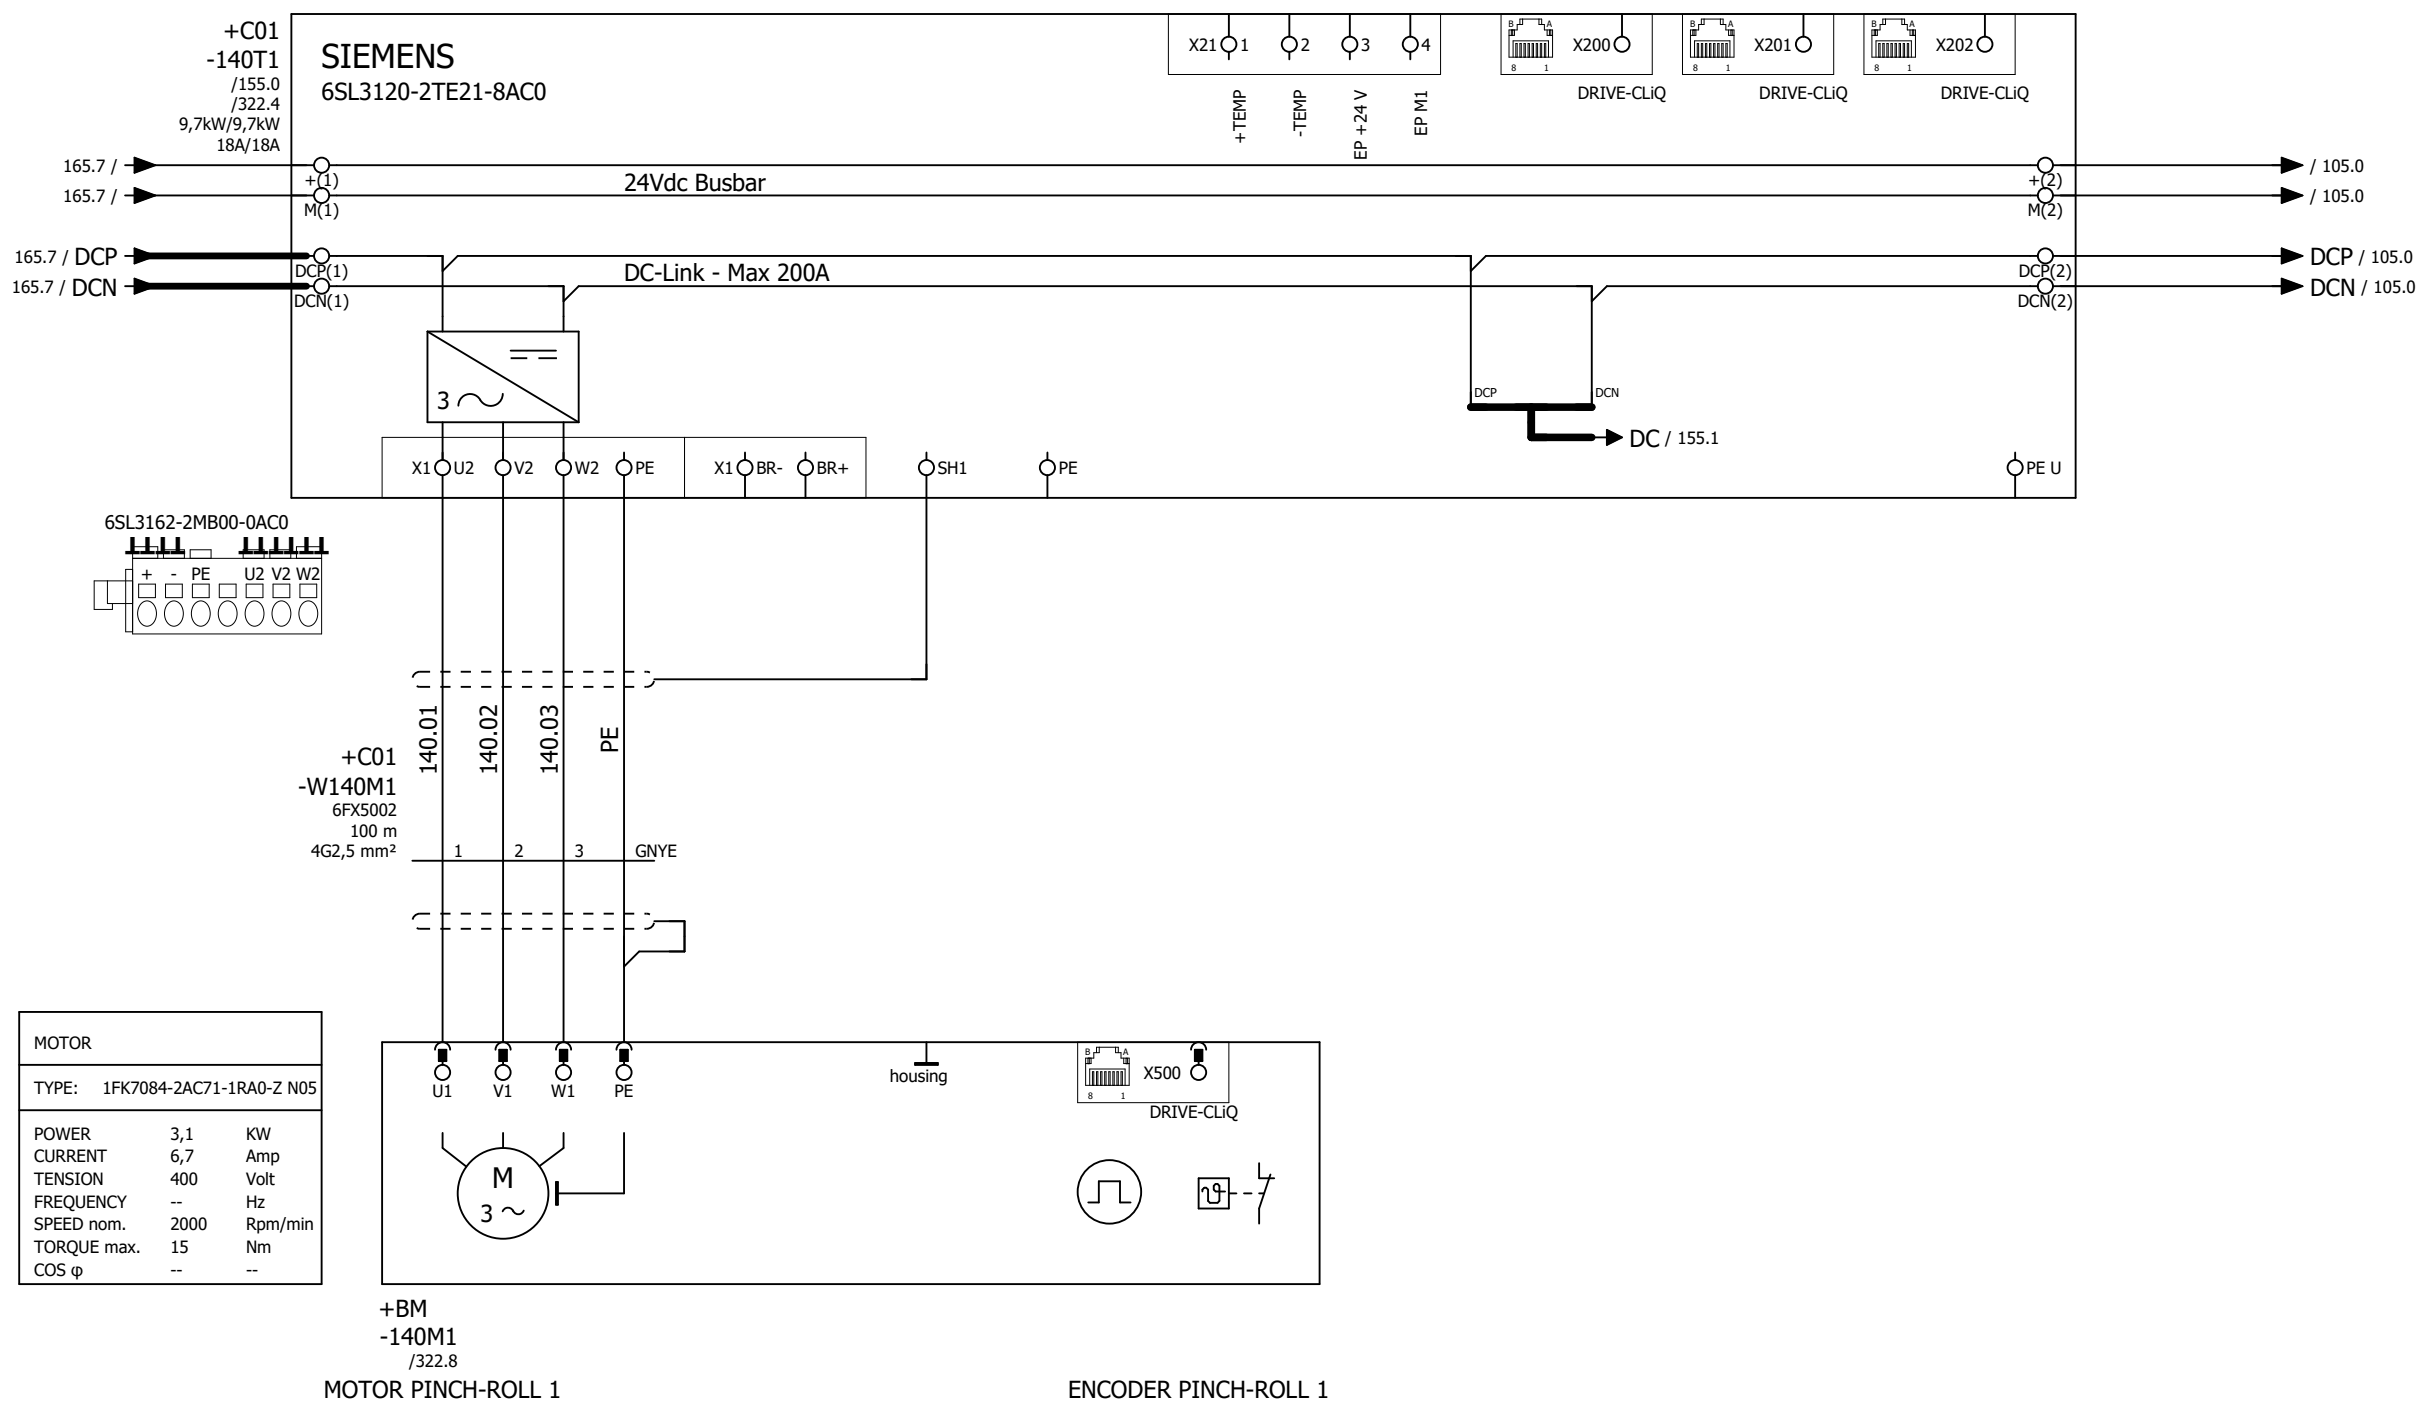 +C01
-140T1
/155.0
/322.4
9,7kW/9,7kW
18A/18A
SIEMENS
6SL3120-2TE21-8AC0
X21 1 2 3 4
+TEMP
-TEMP
EP +24 V
EP M1
B A
8 1
X200
DRIVE-CLiQ
B A
8 1
X201
DRIVE-CLiQ
B A
8 1
X202
DRIVE-CLiQ
165.7 /
+(1)
24Vdc Busbar
+(2)
/ 105.0
165.7 /
M(1)
M(2)
/ 105.0
165.7 / DCP
DCP(1)
DC-Link - Max 200A
DCP(2)
DCP / 105.0
165.7 / DCN
DCN(1)
DCN(2)
DCN / 105.0
3
DCP
DCN
DC / 155.1
X1 U2 V2 W2 PE
X1 BR- BR+
SH1
PE
PE U
6SL3162-2MB00-0AC0
+ - PE U2 V2 W2
140.01
140.02
140.03
PE
+C01
-W140M1
6FX5002
100 m
4G2,5 mm²
1 2 3 GNYE
MOTOR
TYPE: 1FK7084-2AC71-1RA0-Z N05
POWER 3,1 KW
CURRENT 6,7 Amp
TENSION 400 Volt
FREQUENCY -- Hz
SPEED nom. 2000 Rpm/min
TORQUE max. 15 Nm
COS φ -- --
U1 V1 W1 PE
housing
B A
8 1
X500
DRIVE-CLiQ
M
3
ϑ
+BM
-140M1
/322.8
MOTOR PINCH-ROLL 1
ENCODER PINCH-ROLL 1